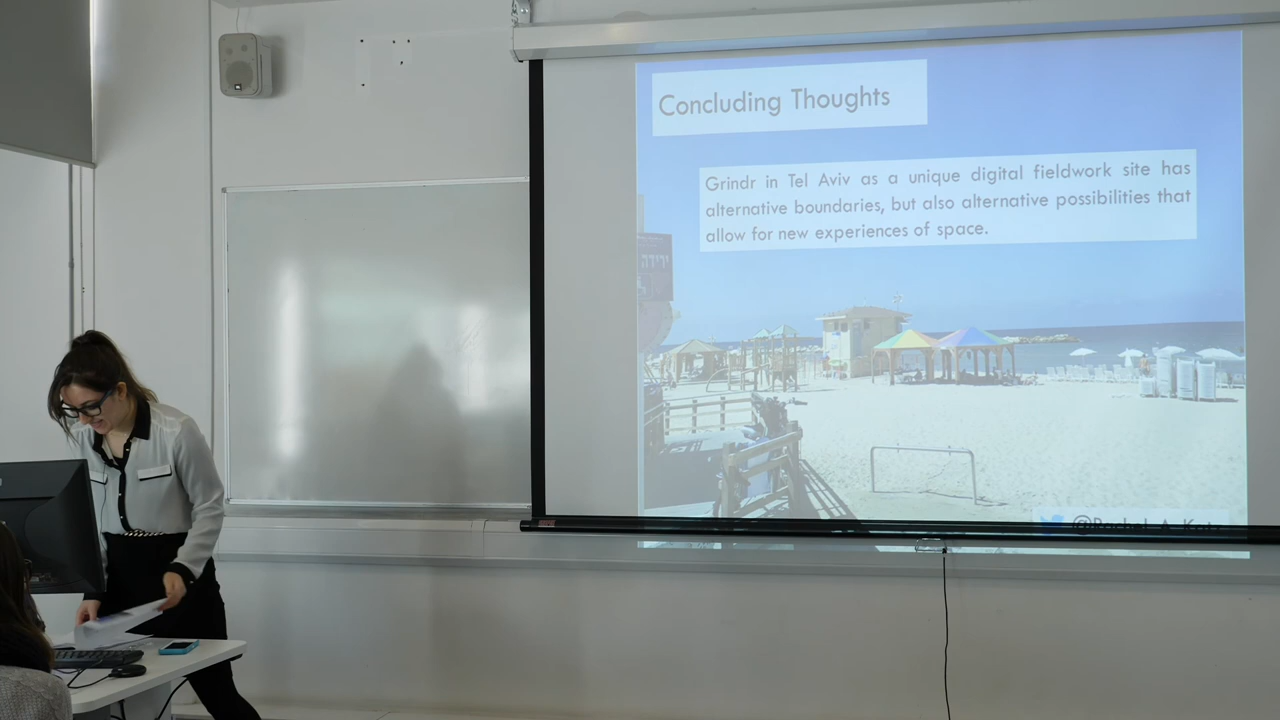 Concluding Thoughts
Grindr in Tel Aviv as a unique digital fieldwork site has
alternative boundaries, but also alternative possibilities that
allow for new experiences of space.
ירידה